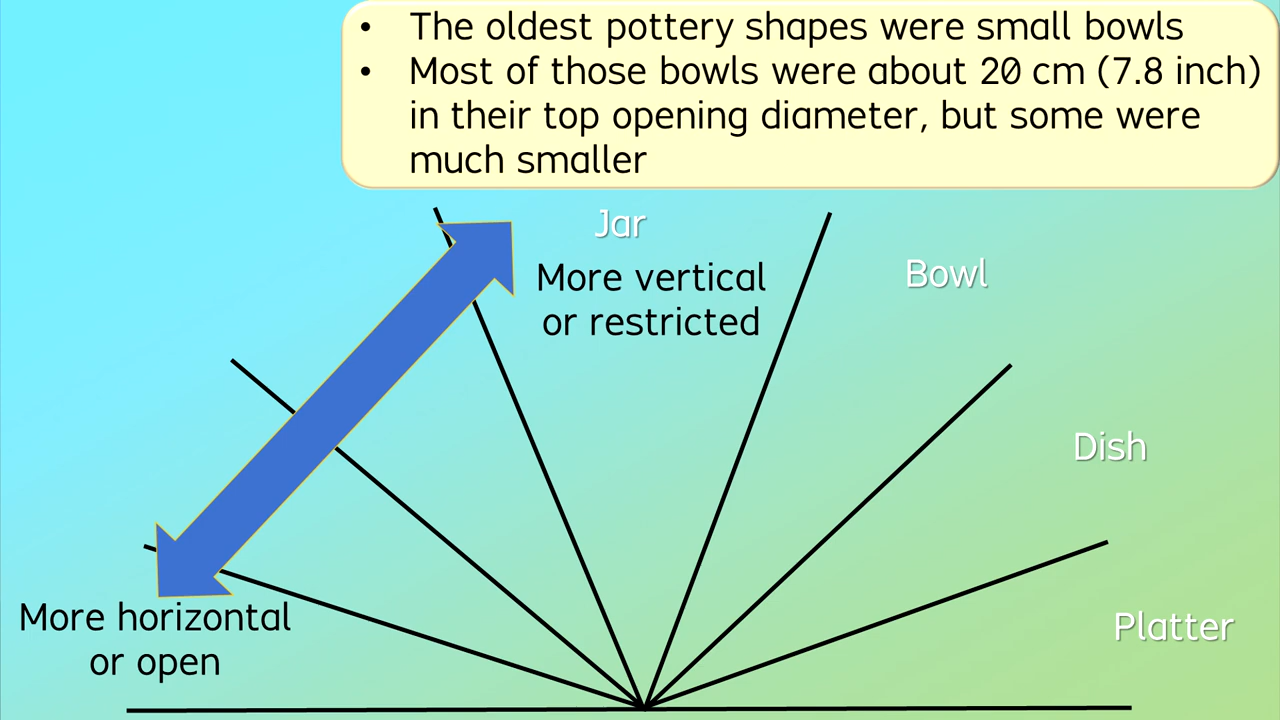 • The oldest pottery shapes were small bowls
• Most of those bowls were about 20 cm (7.8 inch)
in their top opening diameter, but some were
much smaller
Jar
More vertical
or restricted
Bowl
Dish
Platter
More horizontal
or open